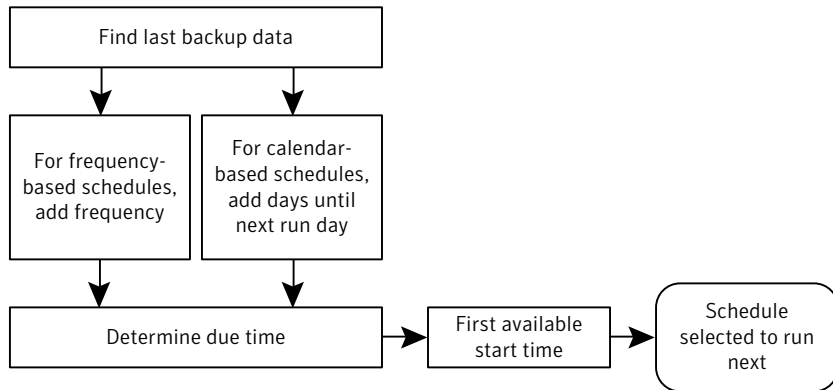 Find last backup data
For frequency-
based schedules,
add frequency
For calendar-
based schedules,
add days until
next run day
Determine due time
First available
start time
Schedule
selected to run
next